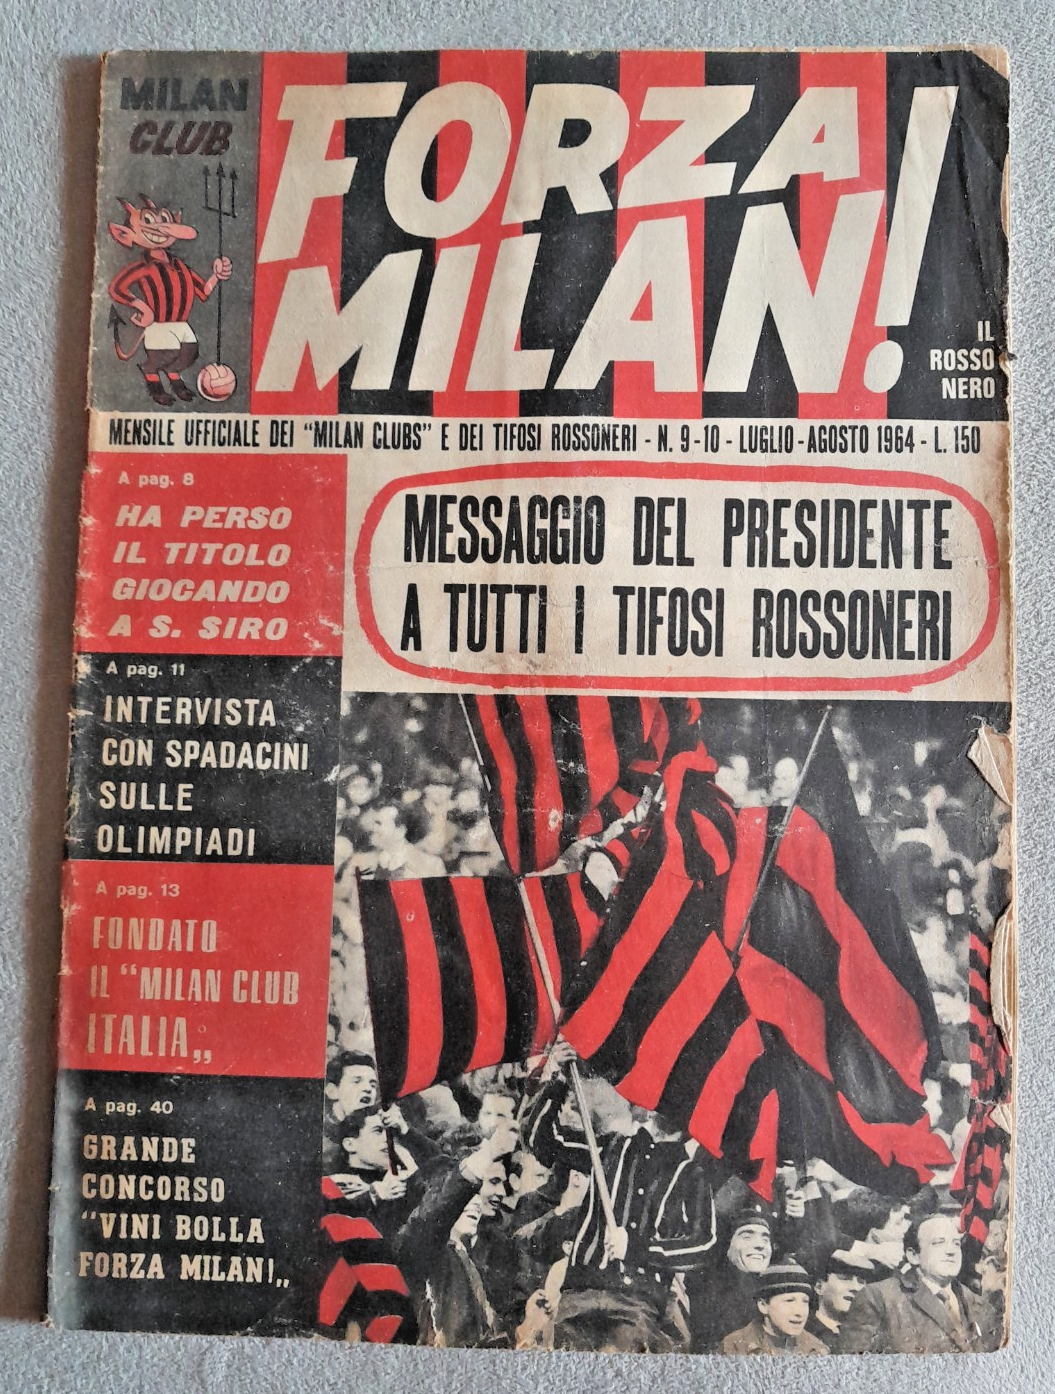 MILAN
CLUB
FORZA
MILAN!
IL
ROSSO
NERO
MENSILE UFFICIALE DEI "MILAN CLUBS" E DEI TIFOSI ROSSONERI - N. 9-10 - LUGLIO - AGOSTO 1964 - L. 150
A pag. 8
HA PERSO
IL TITOLO
GIOCANDO
A S. SIRO
MESSAGGIO DEL PRESIDENTE
A TUTTI I TIFOSI ROSSONERI
A pag. 11
INTERVISTA
CON SPADACINI
SULLE
OLIMPIADI
A pag. 13
FONDATO
IL "MILAN CLUB
ITALIA„
A pag. 40
GRANDE
CONCORSO
"VINI BOLLA
FORZA MILAN!„